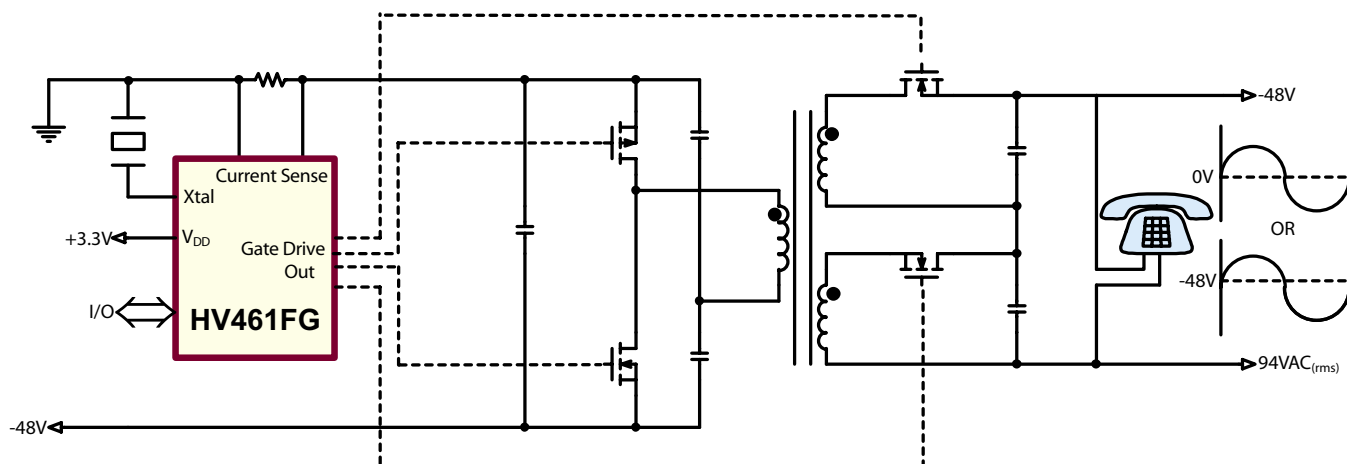 -48V
Current Sense
Xtal
0V
+3.3V
VDD
OR
Gate Drive
Out
-48V
I/O
HV461FG
94VAC(rms)
-48V